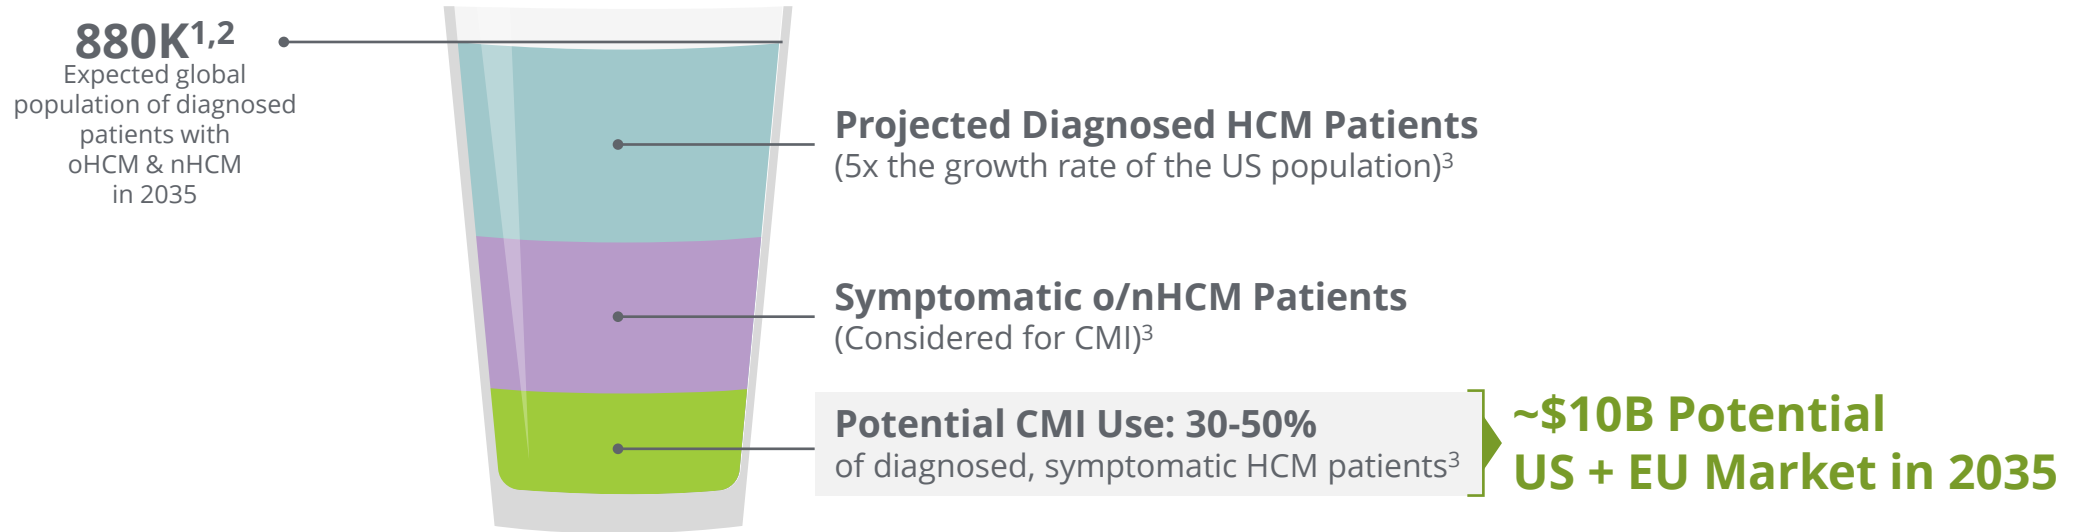 880K1,2
Expected global
population of diagnosed
patients with
oHCM & nHCM
in 2035
Projected Diagnosed HCM Patients
(5x the growth rate of the US population)3
Symptomatic o/nHCM Patients
(Considered for CMI)3
Potential CMI Use: 30-50%
of diagnosed, symptomatic HCM patients3
~$10B Potential
US + EU Market in 2035